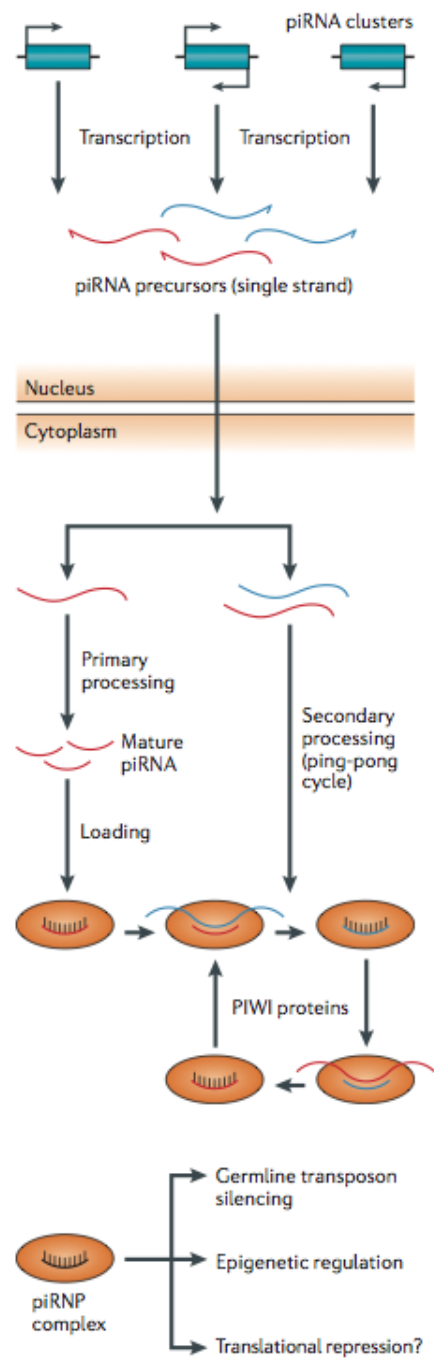 piRNA clusters
Transcription
Transcription
piRNA precursors (single strand)
Nucleus
Cytoplasm
Primary
processing
Mature
piRNA
Secondary
processing
(ping-pong
cycle)
Loading
PIWI proteins
Germline transposon
silencing
Epigenetic regulation
piRNP
complex
Translational repression?